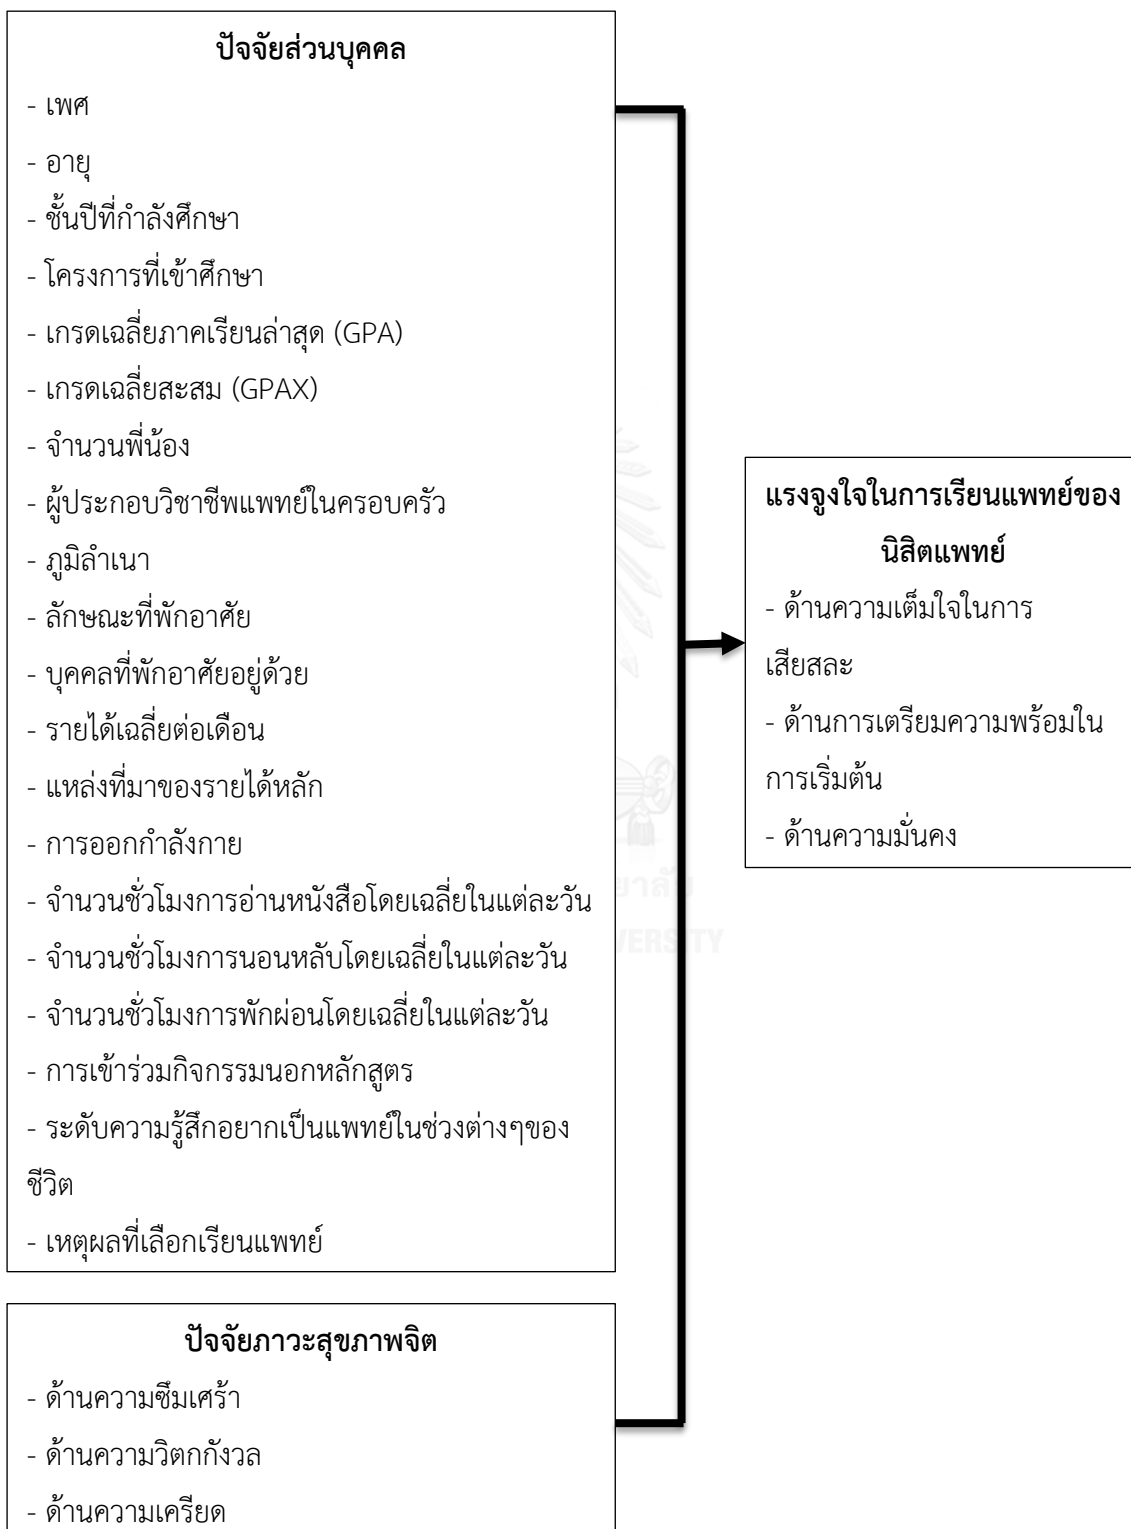 ปัจจัยส่วนบุคคล
- เพศ
- อายุ
- ชั้นปีที่กำลังศึกษา
- โครงการที่เข้าศึกษา
- เกรดเฉลี่ยภาคเรียนล่าสุด (GPA)
- เกรดเฉลี่ยสะสม (GPAX)
- จำนวนพี่น้อง
- ผู้ประกอบวิชาชีพแพทย์ในครอบครัว
- ภูมิลำเนา
- ลักษณะที่พักอาศัย
- บุคคลที่พักอาศัยอยู่ด้วย
- รายได้เฉลี่ยต่อเดือน
- แหล่งที่มาของรายได้หลัก
- การออกกำลังกาย
- จำนวนชั่วโมงการอ่านหนังสือโดยเฉลี่ยในแต่ละวัน
- จำนวนชั่วโมงการนอนหลับโดยเฉลี่ยในแต่ละวัน
- จำนวนชั่วโมงการพักผ่อนโดยเฉลี่ยในแต่ละวัน
- การเข้าร่วมกิจกรรมนอกหลักสูตร
- ระดับความรู้สึกอยากเป็นแพทย์ในช่วงต่างๆของ
ชีวิต
- เหตุผลที่เลือกเรียนแพทย์
ปัจจัยภาวะสุขภาพจิต
- ด้านความซึมเศร้า
- ด้านความวิตกกังวล
- ด้านความเครียด
แรงจูงใจในการเรียนแพทย์ของ
นิสิตแพทย์
- ด้านความเต็มใจในการ
เสียสละ
- ด้านการเตรียมความพร้อมใน
การเริ่มต้น
- ด้านความมั่นคง